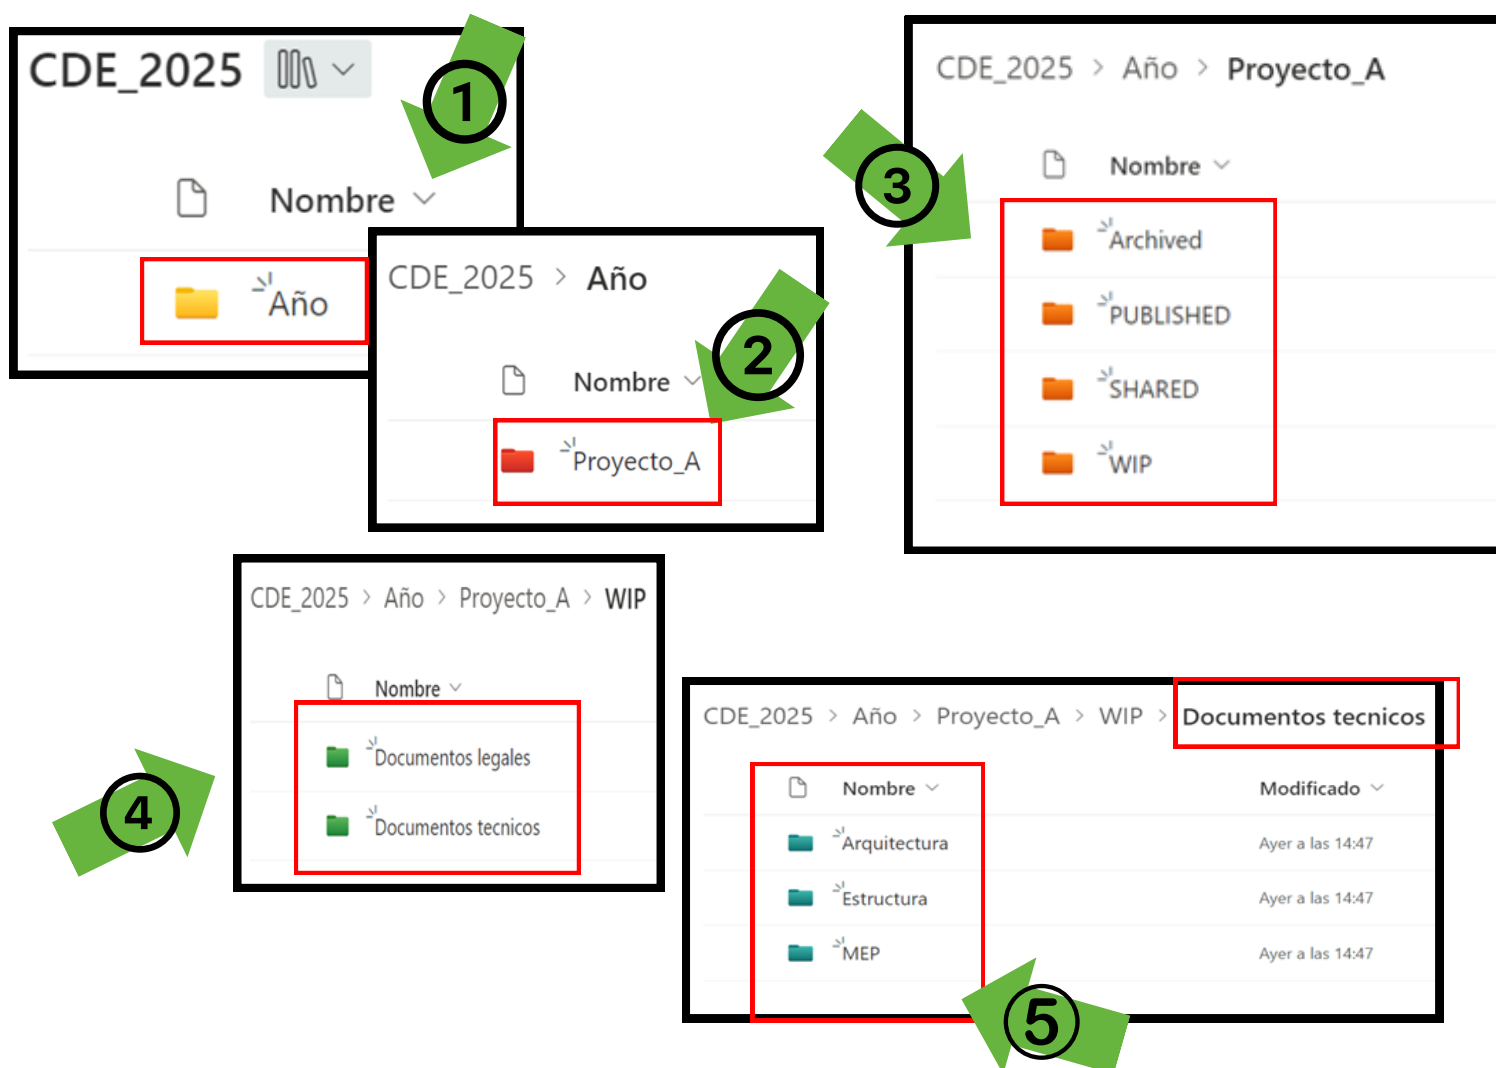 CDE_2025
1
Nombre
Año
CDE_2025 > Año
2
Nombre
Proyecto_A
CDE_2025 > Año > Proyecto_A
3
Nombre
Archived
PUBLISHED
SHARED
WIP
CDE_2025 > Año > Proyecto_A > WIP
Nombre
Documentos legales
4
Documentos tecnicos
CDE_2025 > Año > Proyecto_A > WIP > Documentos tecnicos
Nombre Modificado
Arquitectura Ayer a las 14:47
Estructura Ayer a las 14:47
MEP Ayer a las 14:47
5